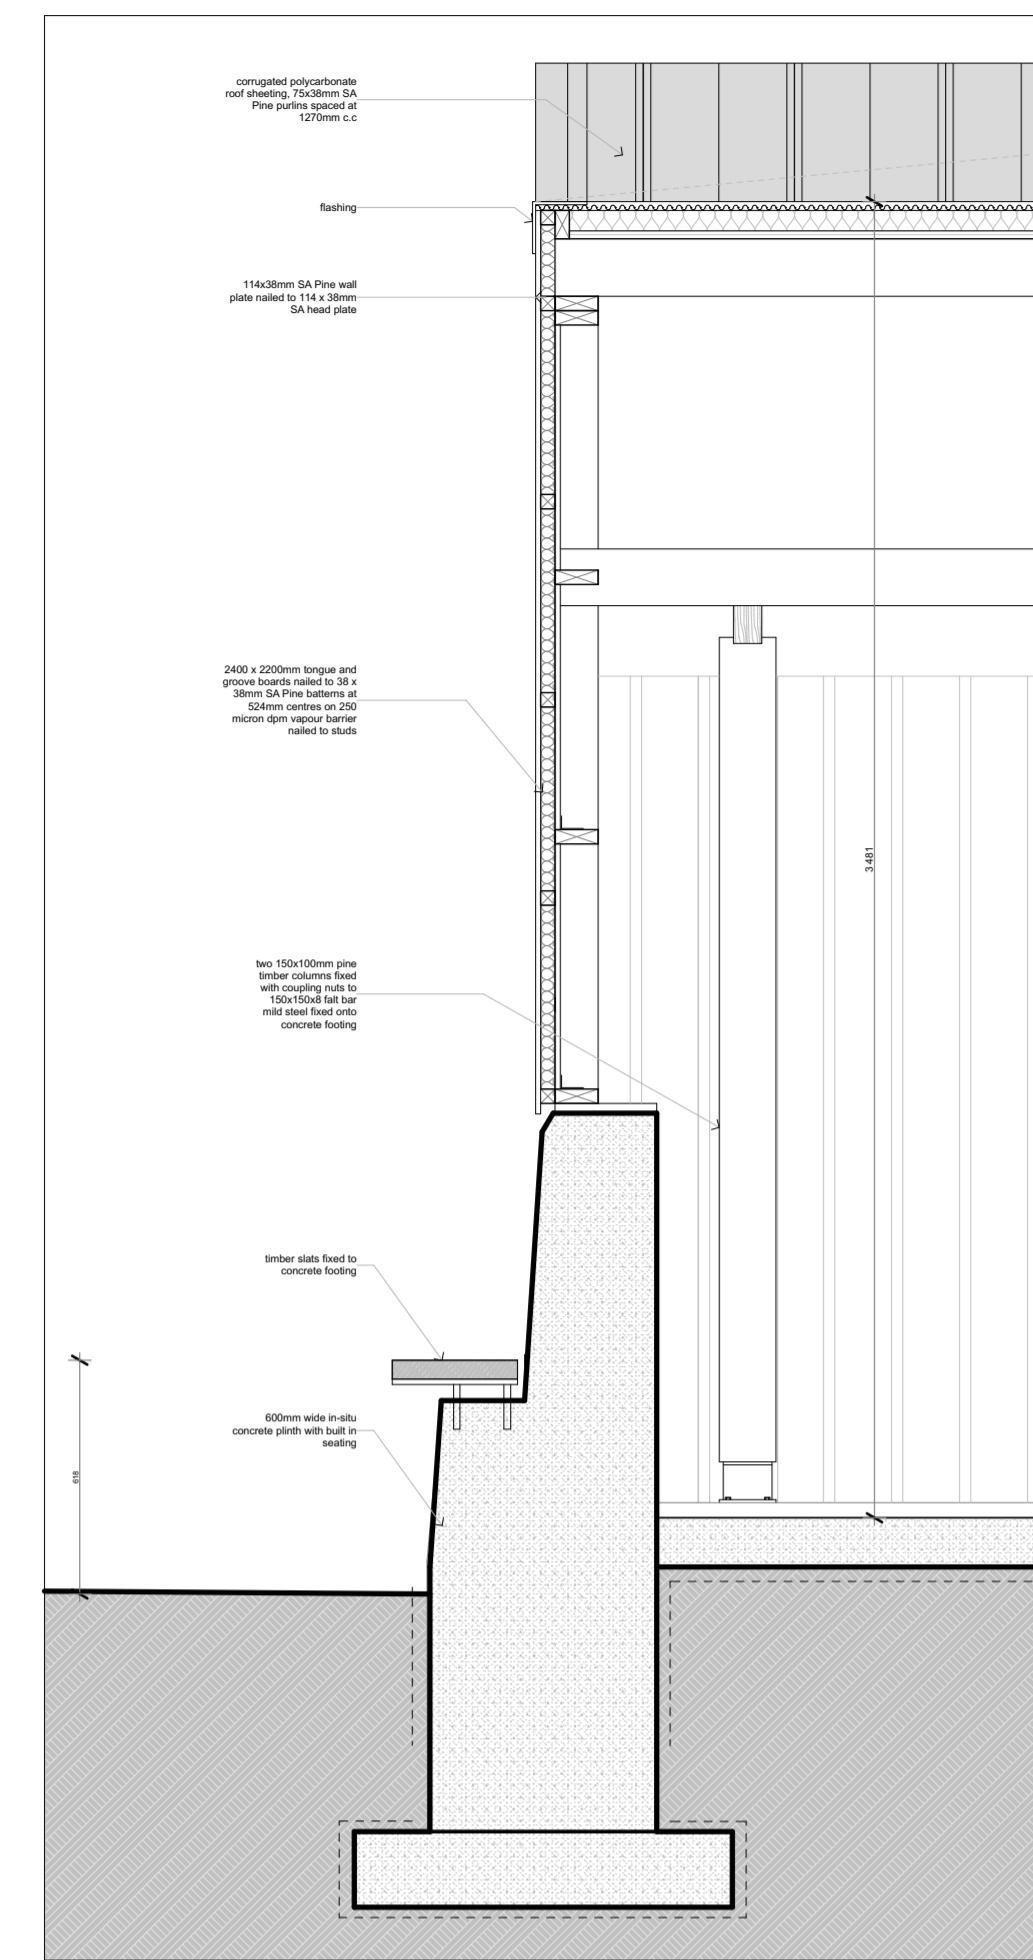 corrugated polycarbonate
roof sheeting, 75x38mm SA
Pine purlins spaced at
1270mm c.c
flashing
114x38mm SA Pine wall
plate nailed to 114 x 38mm
SA head plate
2400 x 2200mm tongue and
groove boards nailed to 38 x
38mm SA Pine batterns at
524mm centres on 250
micron dpm vapour barrier
nailed to studs
3 481
two 150x100mm pine
timber columns fixed
with coupling nuts to
150x150x8 falt bar
mild steel fixed onto
concrete footing
timber slats fixed to
concrete footing
600mm wide in-situ
concrete plinth with built in
seating
618